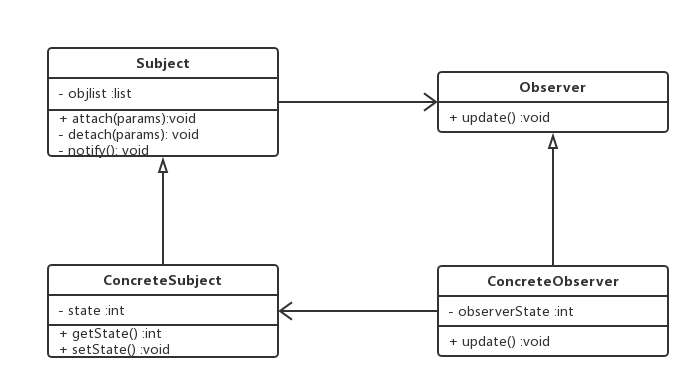 Subject
- objlist :list
+ attach(params):void
- detach(params): void
- notify(): void
Observer
+ update() :void
ConcreteSubject
- state :int
+ getState() :int
+ setState() :void
ConcreteObserver
- observerState :int
+ update() :void